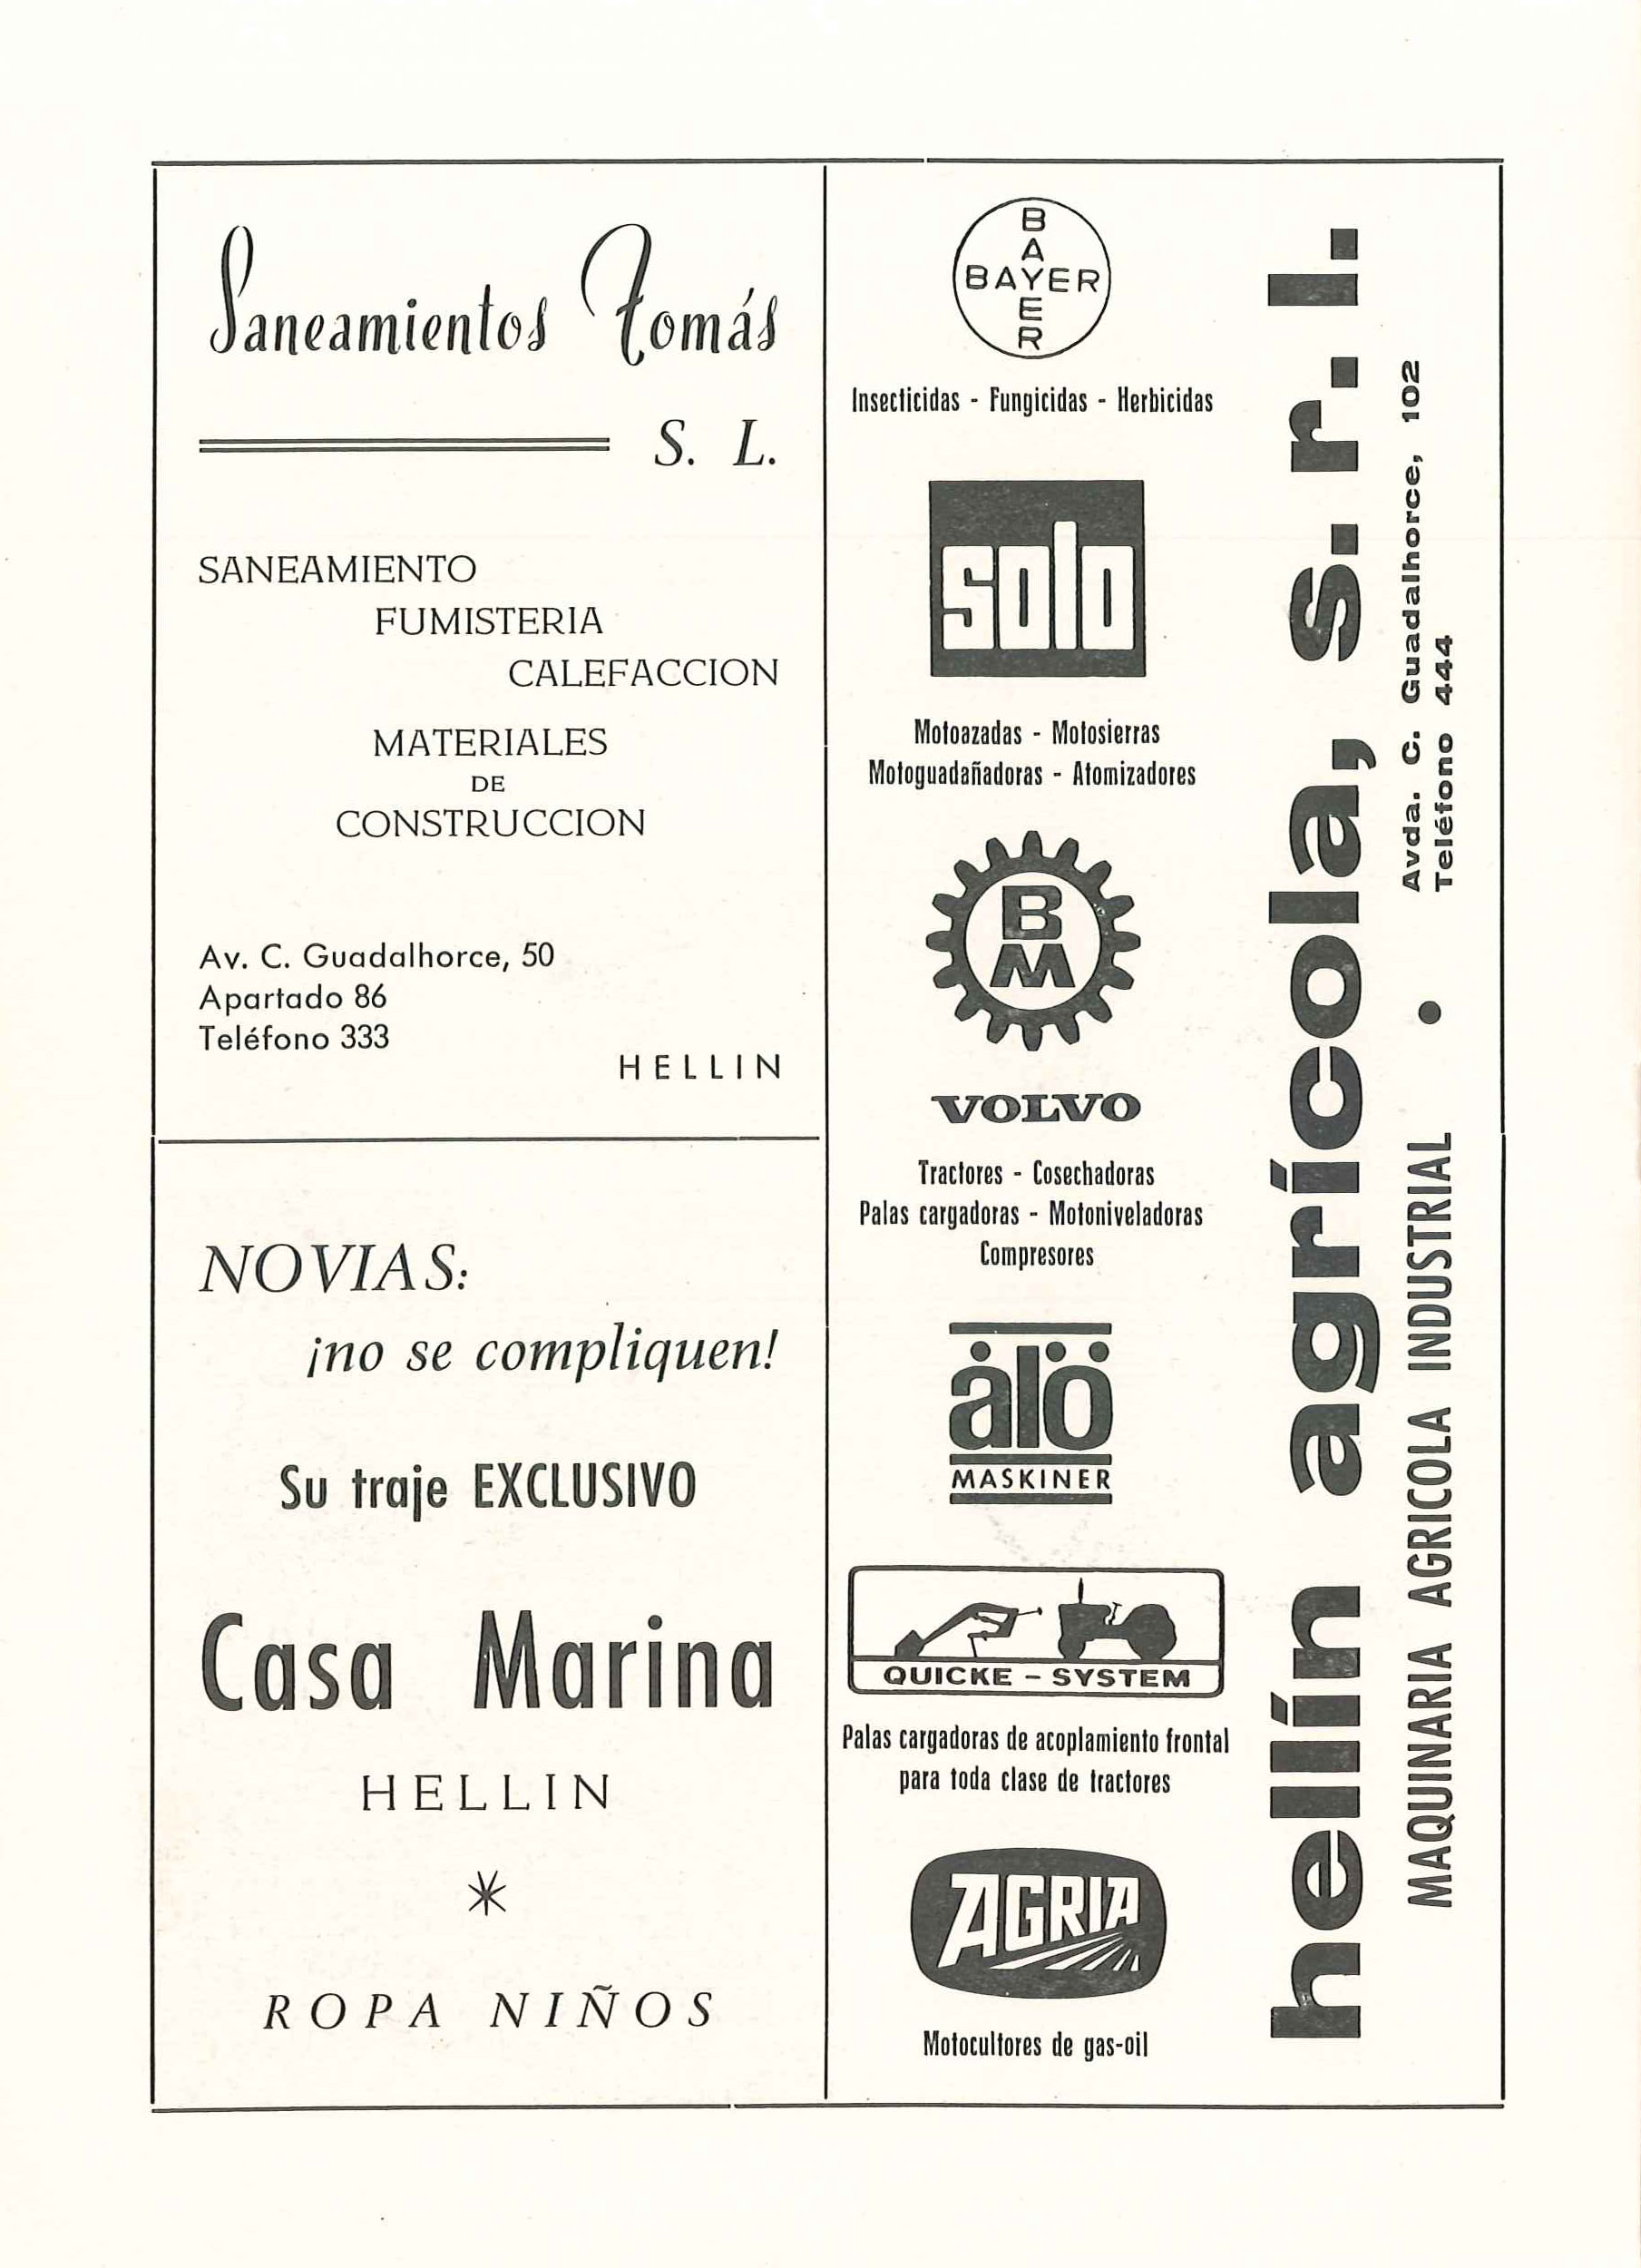 Saneamientos Tomás
S. L.
SANEAMIENTO
FUMISTERIA
CALEFACCION
MATERIALES
DE
CONSTRUCCION
Av. C. Guadalhorce, 50
Apartado 86
Teléfono 333
HELLIN
NOVIAS:
¡no se compliquen!
Su traje EXCLUSIVO
Casa Marina
HELLIN
ROPA NIÑOS
BAYER
BAYER
Insecticidas - Fungicidas - Herbicidas
solo
Motoazadas - Motosierras
Motoguadañadoras - Atomizadores
B
M
VOLVO
Tractores - Cosechadoras
Palas cargadoras - Motoniveladoras
Compresores
ålö
MASKINER
QUICKE - SYSTEM
Palas cargadoras de acoplamiento frontal
para toda clase de tractores
AGRIA
Motocultores de gas-oil
hellín agrícola, s. r. l.
MAQUINARIA AGRICOLA INDUSTRIAL •
Avda. C. Guadalhorce, 102
Teléfono 444